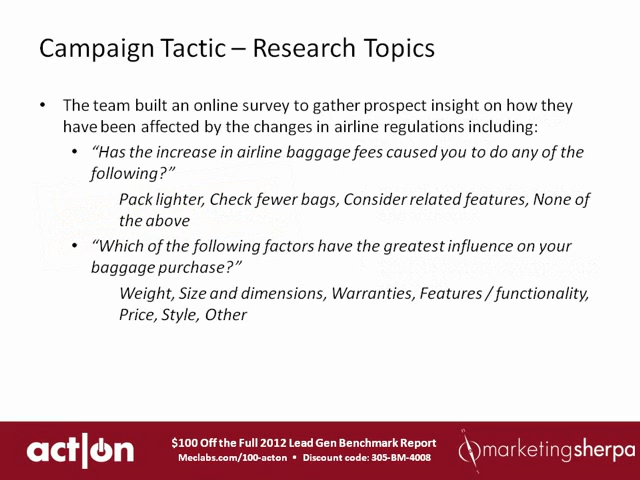 Campaign Tactic – Research Topics
• The team built an online survey to gather prospect insight on how they
have been affected by the changes in airline regulations including:
• “Has the increase in airline baggage fees caused you to do any of the
following?”
Pack lighter, Check fewer bags, Consider related features, None of
the above
• “Which of the following factors have the greatest influence on your
baggage purchase?”
Weight, Size and dimensions, Warranties, Features / functionality,
Price, Style, Other
act|on
$100 Off the Full 2012 Lead Gen Benchmark Report
Meclabs.com/100-acton ▪ Discount code: 305-BM-4008
marketingsherpa